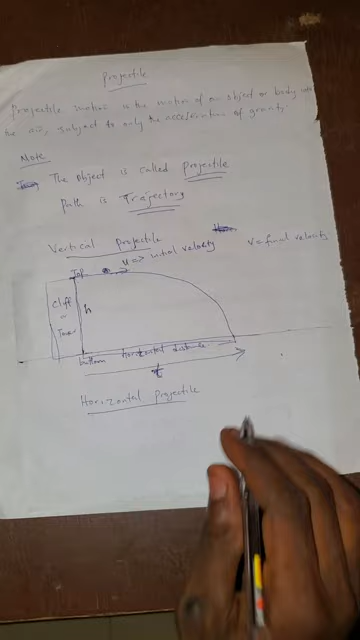 Projectile
Projectile motion is the motion of an object or body into
the air, subject to only the acceleration of gravity.
Note
The object is called projectile
path is Trajectory
Vertical projectile
v = final velocity
Top
u => initial velocity
Cliff
or
Tower
h
bottom horizontal distance
Horizontal projectile